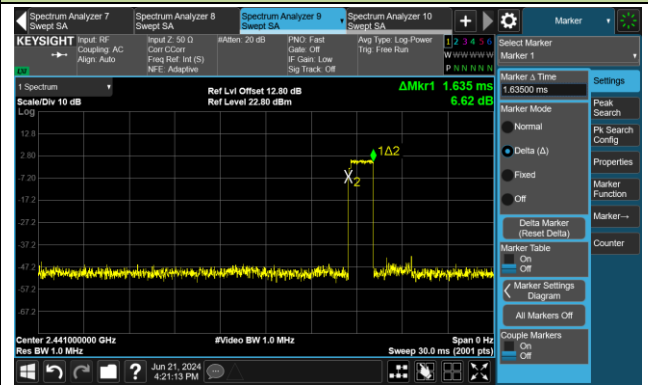 Spectrum Analyzer 7
Swept SA
Spectrum Analyzer 8
Swept SA
Spectrum Analyzer 9
Swept SA
Spectrum Analyzer 10
Swept SA
Marker
KEYSIGHT
Input: RF
Coupling: AC
Align: Auto
Input Z: 50 Ω
Corr CCorr
Freq Ref: Int (S)
NFE: Adaptive
#Atten: 20 dB
PNO: Fast
Gate: Off
IF Gain: Low
Sig Track: Off
Avg Type: Log-Power
Trig: Free Run
1 2 3 4 5 6
W W W W W W
P N N N N N
Select Marker
Marker 1
1 Spectrum
Scale/Div 10 dB
Log
Ref Lvl Offset 12.80 dB
Ref Level 22.80 dBm
ΔMkr1 1.635 ms
6.62 dB
12.8
2.80
-7.20
-17.2
-27.2
-37.2
-47.2
-57.2
-67.2
1Δ2
X2
Center 2.441000000 GHz
Res BW 1.0 MHz
#Video BW 1.0 MHz
Span 0 Hz
Sweep 30.0 ms (2001 pts)
Marker Δ Time
1.63500 ms
Marker Mode
Normal
Delta (Δ)
Fixed
Off
Delta Marker
(Reset Delta)
Marker Table
On
Off
Marker Settings
Diagram
All Markers Off
Couple Markers
On
Off
Settings
Peak
Search
Pk Search
Config
Properties
Marker
Function
Marker→
Counter
Jun 21, 2024
4:21:13 PM